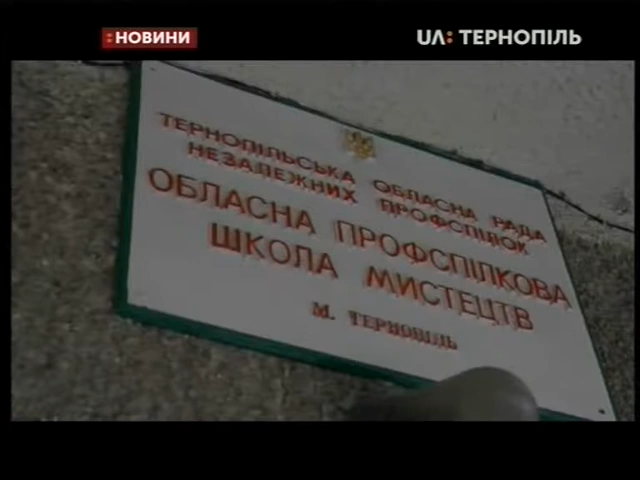 :НОВИНИ
UA: ТЕРНОПІЛЬ
ТЕРНОПІЛЬСЬКА ОБЛАСНА РАДА
НЕЗАЛЕЖНИХ ПРОФСПІЛОК
ОБЛАСНА ПРОФСПІЛКОВА
ШКОЛА МИСТЕЦТВ
М. ТЕРНОПІЛЬ